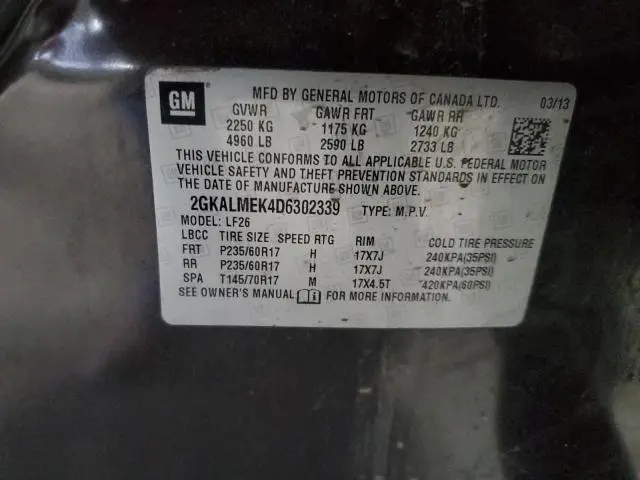 GM
MFD BY GENERAL MOTORS OF CANADA LTD. 03/13
GVWR GAWR FRT GAWR RR
2250 KG 1175 KG 1240 KG
4960 LB 2590 LB 2733 LB
THIS VEHICLE CONFORMS TO ALL APPLICABLE U.S. FEDERAL MOTOR
VEHICLE SAFETY AND THEFT PREVENTION STANDARDS IN EFFECT ON
THE DATE OF MANUFACTURE SHOWN ABOVE.
2GKALMEK4D6302339 TYPE: M.P.V.
MODEL: LF26
LBCC TIRE SIZE SPEED RTG RIM COLD TIRE PRESSURE
FRT P235/60R17 H 17X7J 240KPA(35PSI)
RR P235/60R17 H 17X7J 240KPA(35PSI)
SPA T145/70R17 M 17X4.5T 420KPA(60PSI)
SEE OWNER'S MANUAL FOR MORE INFORMATION.